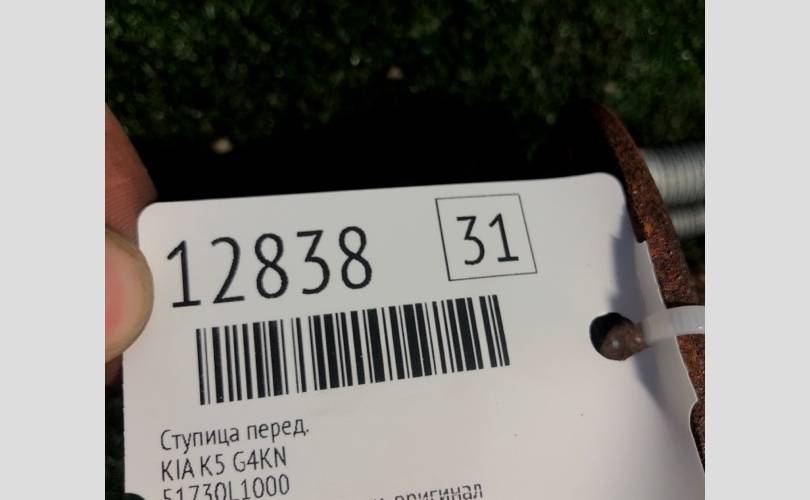 12838 31
Ступица перед.
KIA K5 G4KN
51730L1000
оригинал